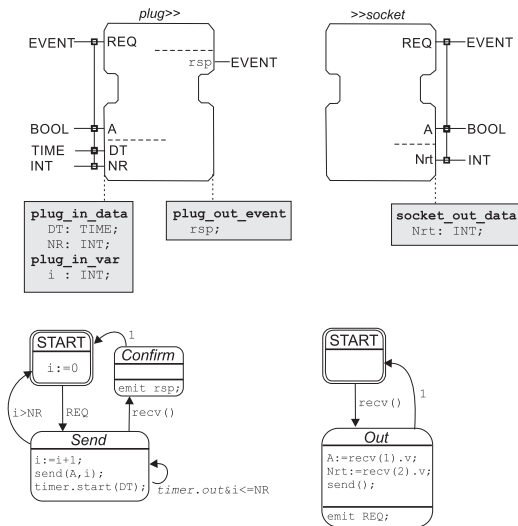 plug>>
EVENT
REQ
rsp
EVENT
BOOL
A
TIME
DT
INT
NR
plug_in_data
DT: TIME;
NR: INT;
plug_in_var
i : INT;
plug_out_event
rsp;
>>socket
REQ
EVENT
A
BOOL
Nrt
INT
socket_out_data
Nrt: INT;
START
i:=0
1
Confirm
emit rsp;
i>NR
REQ
recv()
Send
i:=i+1;
send(A,i);
timer.start(DT);
timer.out&i<=NR
START
recv()
1
Out
A:=recv(1).v;
Nrt:=recv(2).v;
send();
emit REQ;